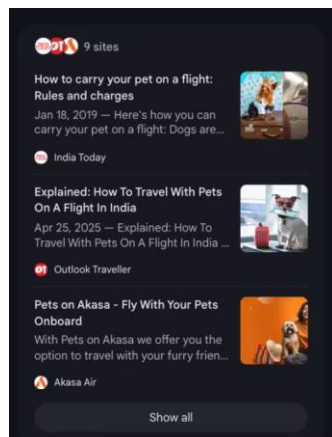 9 sites
How to carry your pet on a flight:
Rules and charges
Jan 18, 2019 — Here's how you can
carry your pet on a flight: Dogs are...
India Today
Explained: How To Travel With Pets
On A Flight In India
Apr 25, 2025 — Explained: How To
Travel With Pets On A Flight In India ...
OT Outlook Traveller
Pets on Akasa - Fly With Your Pets
Onboard
With Pets on Akasa we offer you the
option to travel with your furry frien...
Akasa Air
Show all